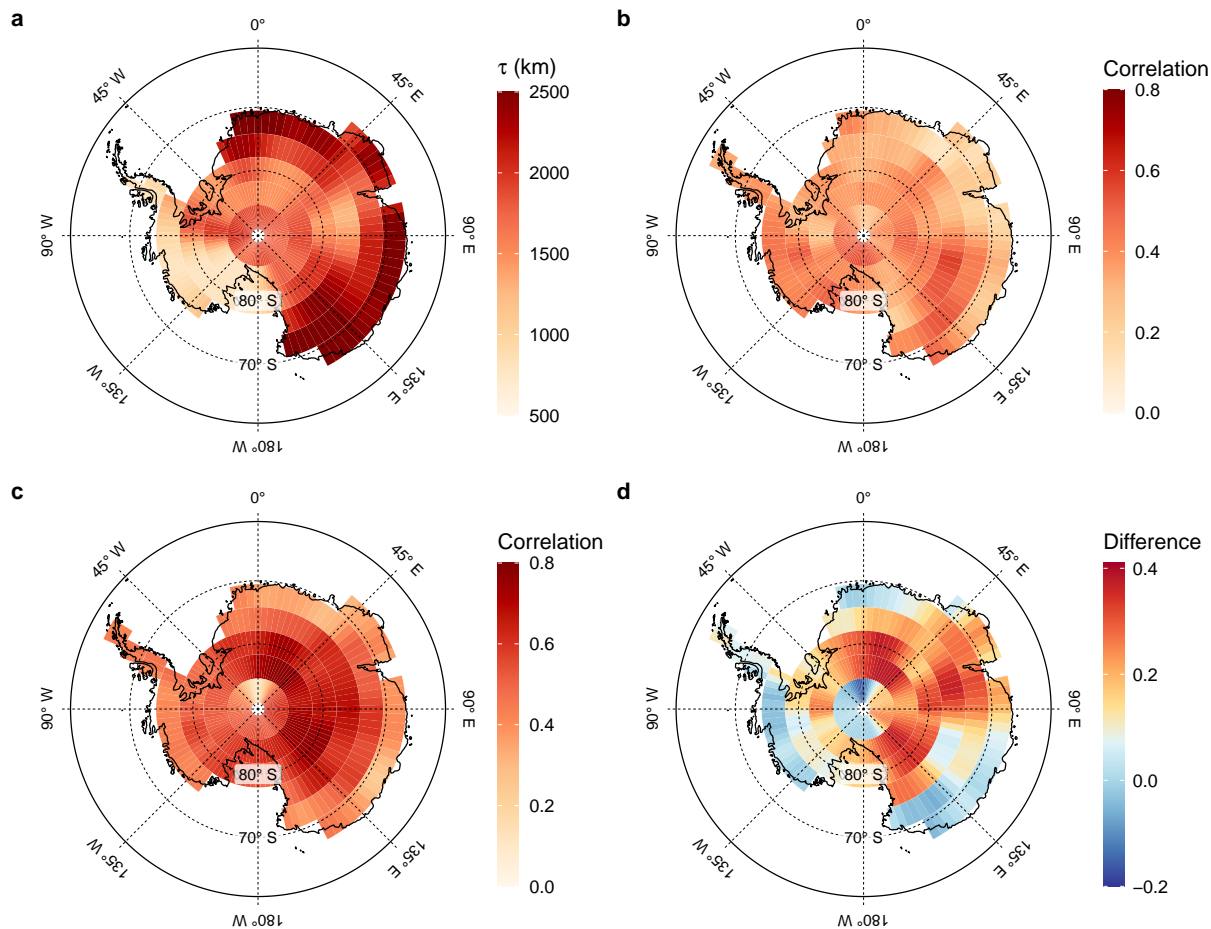 a
0°
45° W
45° E
90° W
90° E
135° W
135° E
180° W
80° S
70° S
τ (km)
2500
2000
1500
1000
500
b
0°
45° W
45° E
90° W
90° E
135° W
135° E
180° W
80° S
70° S
Correlation
0.8
0.6
0.4
0.2
0.0
c
0°
45° W
45° E
90° W
90° E
135° W
135° E
180° W
80° S
70° S
Correlation
0.8
0.6
0.4
0.2
0.0
d
0°
45° W
45° E
90° W
90° E
135° W
135° E
180° W
80° S
70° S
Difference
0.4
0.2
0.0
−0.2